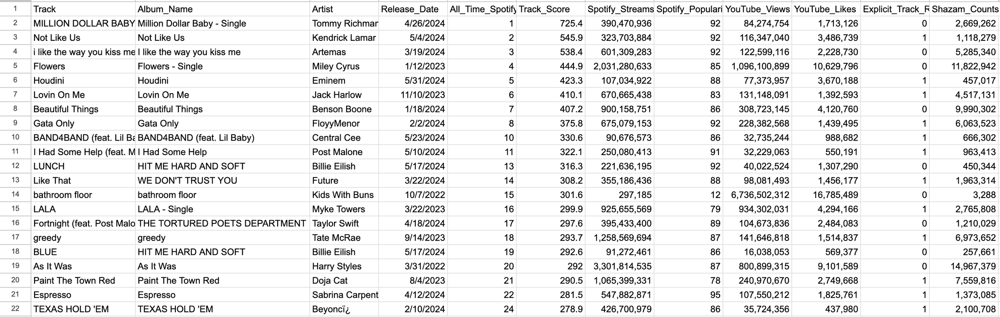 1 Track Album_Name Artist Release_Date All_Time_Spotify Track_Score Spotify_Streams Spotify_Populari YouTube_Views YouTube_Likes Explicit_Track_R Shazam_Counts
2 MILLION DOLLAR BABY Million Dollar Baby - Single Tommy Richmar 4/26/2024 1 725.4 390,470,936 92 84,274,754 1,713,126 0 2,669,262
3 Not Like Us Not Like Us Kendrick Lamar 5/4/2024 2 545.9 323,703,884 92 116,347,040 3,486,739 1 1,118,279
4 i like the way you kiss me I like the way you kiss me Artemas 3/19/2024 3 538.4 601,309,283 92 122,599,116 2,228,730 0 5,285,340
5 Flowers Flowers - Single Miley Cyrus 1/12/2023 4 444.9 2,031,280,633 85 1,096,100,899 10,629,796 0 11,822,942
6 Houdini Houdini Eminem 5/31/2024 5 423.3 107,034,922 88 77,373,957 3,670,188 1 457,017
7 Lovin On Me Lovin On Me Jack Harlow 11/10/2023 6 410.1 670,665,438 83 131,148,091 1,392,593 1 4,517,131
8 Beautiful Things Beautiful Things Benson Boone 1/18/2024 7 407.2 900,158,751 86 308,723,145 4,120,760 0 9,990,302
9 Gata Only Gata Only FloyyMenor 2/2/2024 8 375.8 675,079,153 92 228,382,568 1,439,495 1 6,063,523
10 BAND4BAND (feat. Lil Ba BAND4BAND (feat. Lil Baby) Central Cee 5/23/2024 10 330.6 90,676,573 86 32,735,244 988,682 1 666,302
11 I Had Some Help (feat. M I Had Some Help Post Malone 5/10/2024 11 322.1 250,080,413 91 32,229,063 550,191 1 963,413
12 LUNCH HIT ME HARD AND SOFT Billie Eilish 5/17/2024 13 316.3 221,636,195 92 40,022,524 1,307,290 0 450,344
13 Like That WE DON'T TRUST YOU Future 3/22/2024 14 308.2 355,186,436 88 98,081,493 1,456,177 1 1,963,314
14 bathroom floor bathroom floor Kids With Buns 10/7/2022 15 301.6 297,185 12 6,736,502,312 16,785,489 0 3,288
15 LALA LALA - Single Myke Towers 3/22/2023 16 299.9 925,655,569 79 934,302,031 4,294,166 1 2,765,808
16 Fortnight (feat. Post Malo THE TORTURED POETS DEPARTMENT Taylor Swift 4/18/2024 17 297.6 395,433,400 89 104,673,836 2,484,083 0 1,210,029
17 greedy greedy Tate McRae 9/14/2023 18 293.7 1,258,569,694 87 141,646,818 1,514,837 1 6,973,652
18 BLUE HIT ME HARD AND SOFT Billie Eilish 5/17/2024 19 292.6 91,272,461 86 16,038,053 569,377 0 257,661
19 As It Was As It Was Harry Styles 3/31/2022 20 292 3,301,814,535 87 800,899,315 9,101,589 0 14,967,379
20 Paint The Town Red Paint The Town Red Doja Cat 8/4/2023 21 290.5 1,065,399,331 78 240,970,670 2,749,668 1 7,559,816
21 Espresso Espresso Sabrina Carpent 4/12/2024 22 281.5 547,882,871 95 107,550,212 1,825,761 1 1,373,085
22 TEXAS HOLD 'EM TEXAS HOLD 'EM Beyoncï¿ 2/10/2024 24 278.9 426,700,979 86 35,724,356 437,980 1 2,100,708